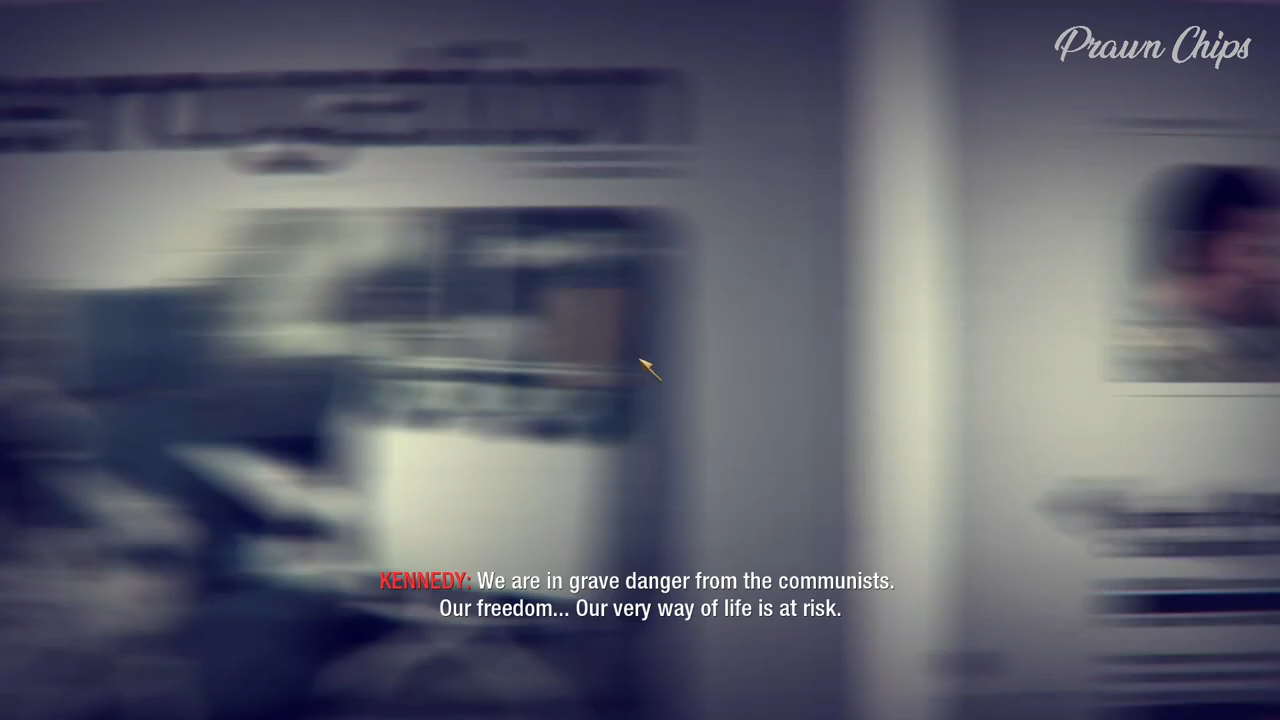 Prawn Chips
KENNEDY: We are in grave danger from the communists.
Our freedom... Our very way of life is at risk.